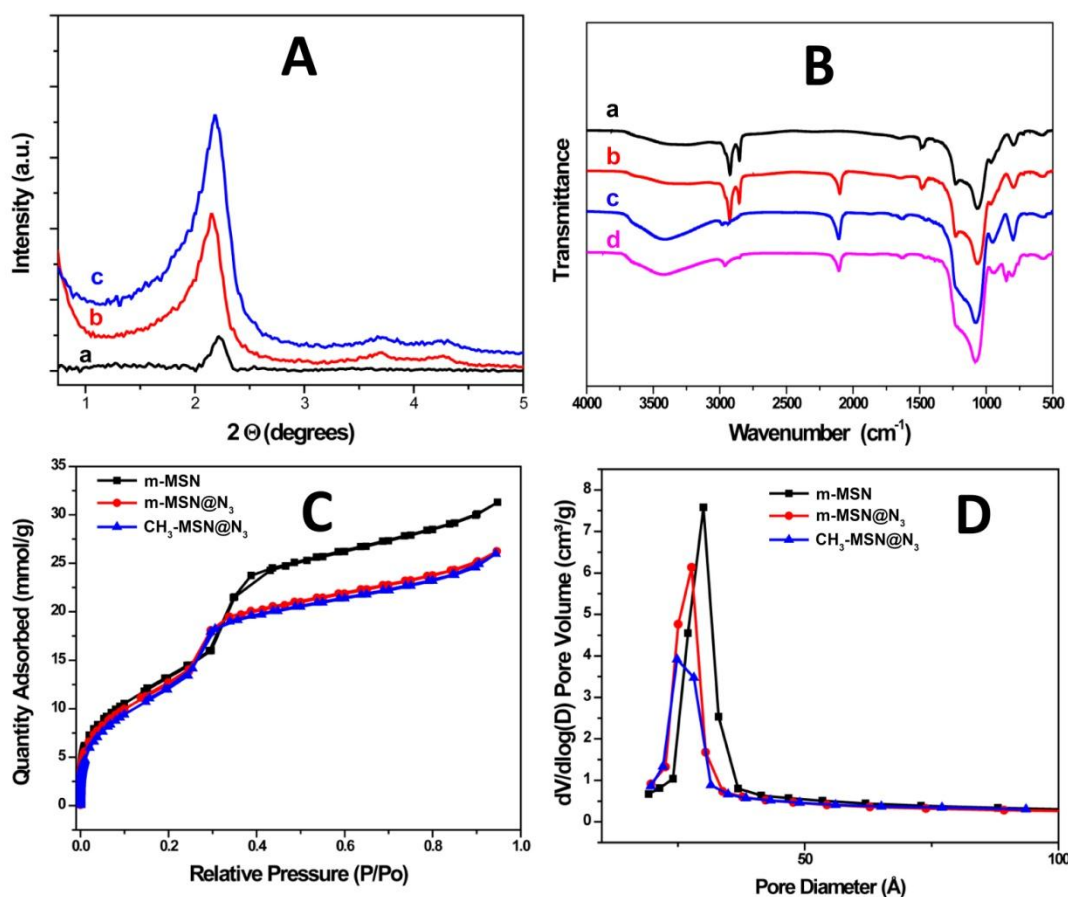 A
Intensity (a.u.)
c
b
a
1
2
3
4
5
2 Θ (degrees)
B
Transmittance
a
b
c
d
4000
3500
3000
2500
2000
1500
1000
500
Wavenumber (cm⁻¹)
C
35
30
25
20
15
10
5
0
Quantity Adsorbed (mmol/g)
m-MSN
m-MSN@N₃
CH₃-MSN@N₃
0.0
0.2
0.4
0.6
0.8
1.0
Relative Pressure (P/Po)
D
8
7
6
5
4
3
2
1
0
dV/dlog(D) Pore Volume (cm³/g)
m-MSN
m-MSN@N₃
CH₃-MSN@N₃
50
100
Pore Diameter (Å)